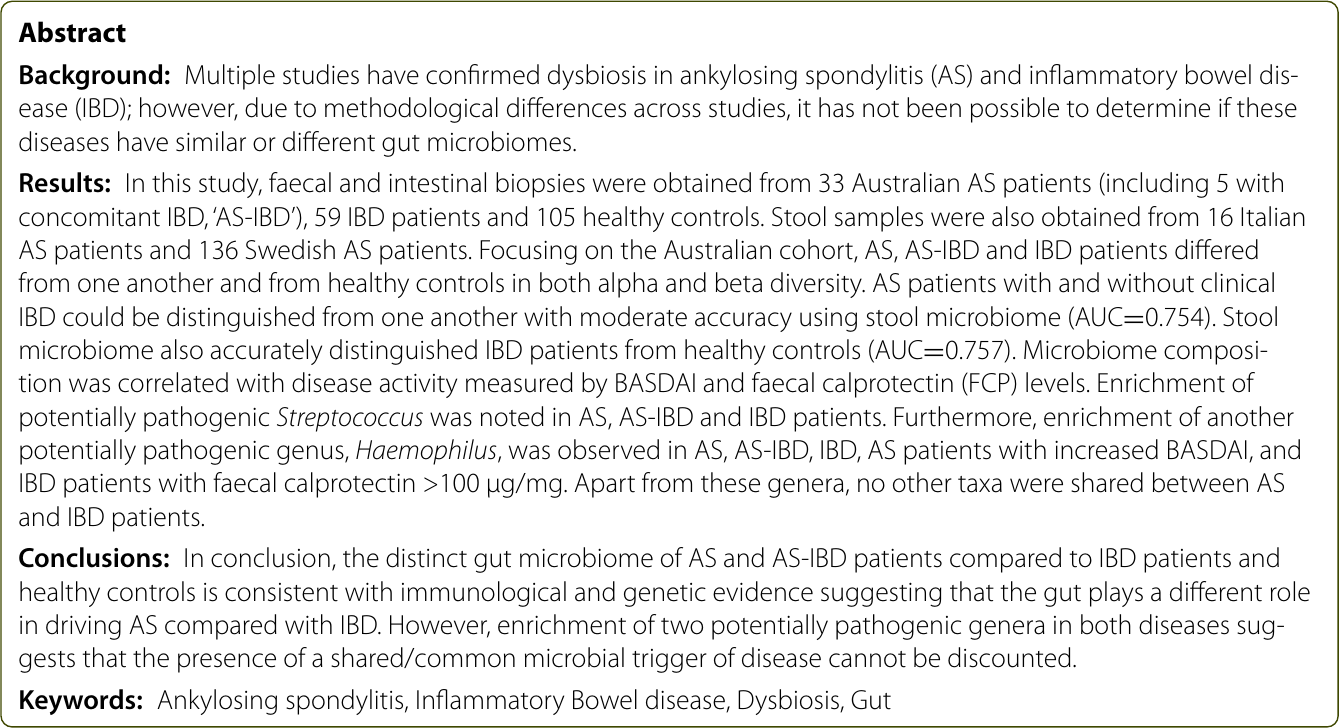 Abstract
Background: Multiple studies have confirmed dysbiosis in ankylosing spondylitis (AS) and inflammatory bowel dis-
ease (IBD); however, due to methodological differences across studies, it has not been possible to determine if these
diseases have similar or different gut microbiomes.
Results: In this study, faecal and intestinal biopsies were obtained from 33 Australian AS patients (including 5 with
concomitant IBD, ‘AS-IBD’), 59 IBD patients and 105 healthy controls. Stool samples were also obtained from 16 Italian
AS patients and 136 Swedish AS patients. Focusing on the Australian cohort, AS, AS-IBD and IBD patients differed
from one another and from healthy controls in both alpha and beta diversity. AS patients with and without clinical
IBD could be distinguished from one another with moderate accuracy using stool microbiome (AUC=0.754). Stool
microbiome also accurately distinguished IBD patients from healthy controls (AUC=0.757). Microbiome composi-
tion was correlated with disease activity measured by BASDAI and faecal calprotectin (FCP) levels. Enrichment of
potentially pathogenic Streptococcus was noted in AS, AS-IBD and IBD patients. Furthermore, enrichment of another
potentially pathogenic genus, Haemophilus, was observed in AS, AS-IBD, IBD, AS patients with increased BASDAI, and
IBD patients with faecal calprotectin >100 μg/mg. Apart from these genera, no other taxa were shared between AS
and IBD patients.
Conclusions: In conclusion, the distinct gut microbiome of AS and AS-IBD patients compared to IBD patients and
healthy controls is consistent with immunological and genetic evidence suggesting that the gut plays a different role
in driving AS compared with IBD. However, enrichment of two potentially pathogenic genera in both diseases sug-
gests that the presence of a shared/common microbial trigger of disease cannot be discounted.
Keywords: Ankylosing spondylitis, Inflammatory Bowel disease, Dysbiosis, Gut